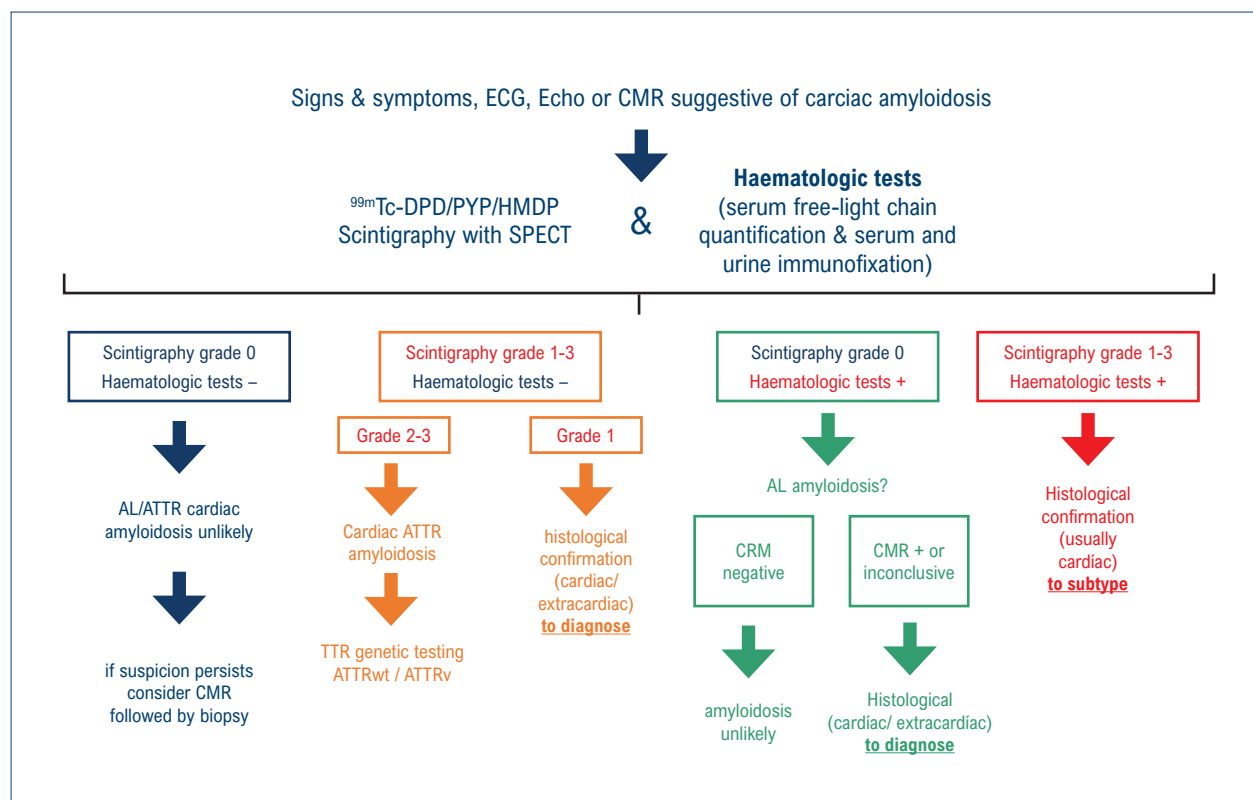 Signs & symptoms, ECG, Echo or CMR suggestive of carciac amyloidosis
99mTc-DPD/PYP/HMDP
Scintigraphy with SPECT
&
Haematologic tests
(serum free-light chain
quantification & serum and
urine immunofixation)
Scintigraphy grade 0
Haematologic tests –
AL/ATTR cardiac
amyloidosis unlikely
if suspicion persists
consider CMR
followed by biopsy
Scintigraphy grade 1-3
Haematologic tests –
Grade 2-3
Cardiac ATTR
amyloidosis
TTR genetic testing
ATTRwt / ATTRv
Grade 1
histological
confirmation
(cardiac/
extracardiac)
to diagnose
Scintigraphy grade 0
Haematologic tests +
AL amyloidosis?
CRM
negative
amyloidosis
unlikely
CMR + or
inconclusive
Histological
(cardíac/ extracardíac)
to diagnose
Scintigraphy grade 1-3
Haematologic tests +
Histological
confirmation
(usually
cardíac)
to subtype